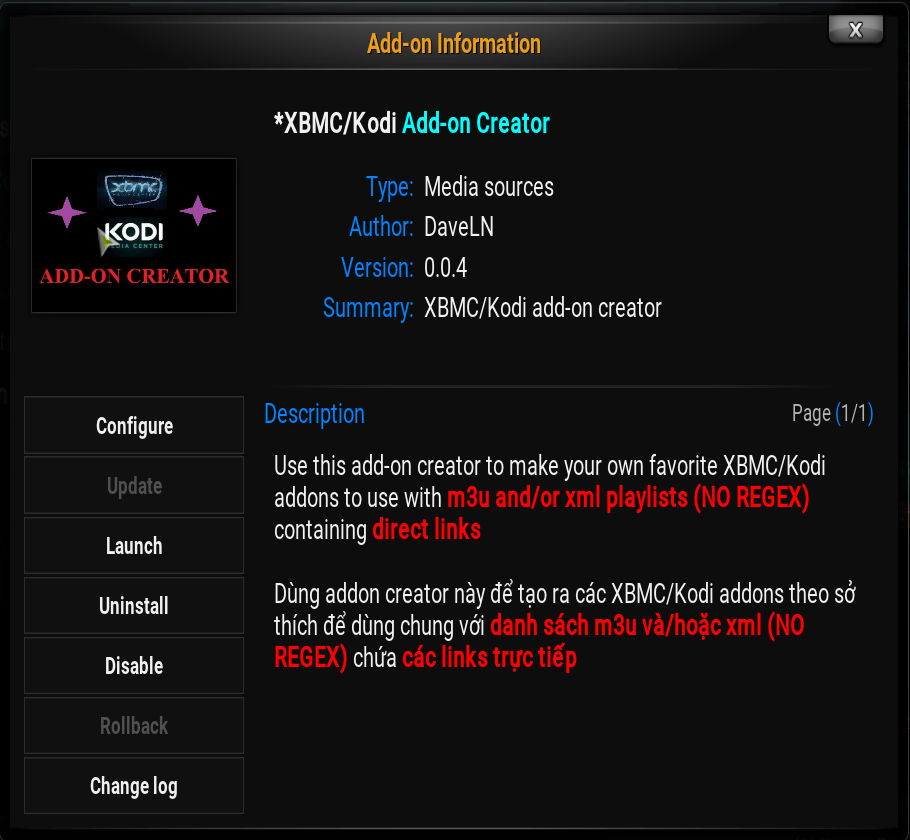 Add-on Information
X
*XBMC/Kodi Add-on Creator
xbmc
KODI
MEDIA CENTER
ADD-ON CREATOR
Type: Media sources
Author: DaveLN
Version: 0.0.4
Summary: XBMC/Kodi add-on creator
Configure
Update
Launch
Uninstall
Disable
Rollback
Change log
Description
Page (1/1)
Use this add-on creator to make your own favorite XBMC/Kodi
addons to use with m3u and/or xml playlists (NO REGEX)
containing direct links
Dùng addon creator này để tạo ra các XBMC/Kodi addons theo sở
thích để dùng chung với danh sách m3u và/hoặc xml (NO
REGEX) chứa các links trực tiếp